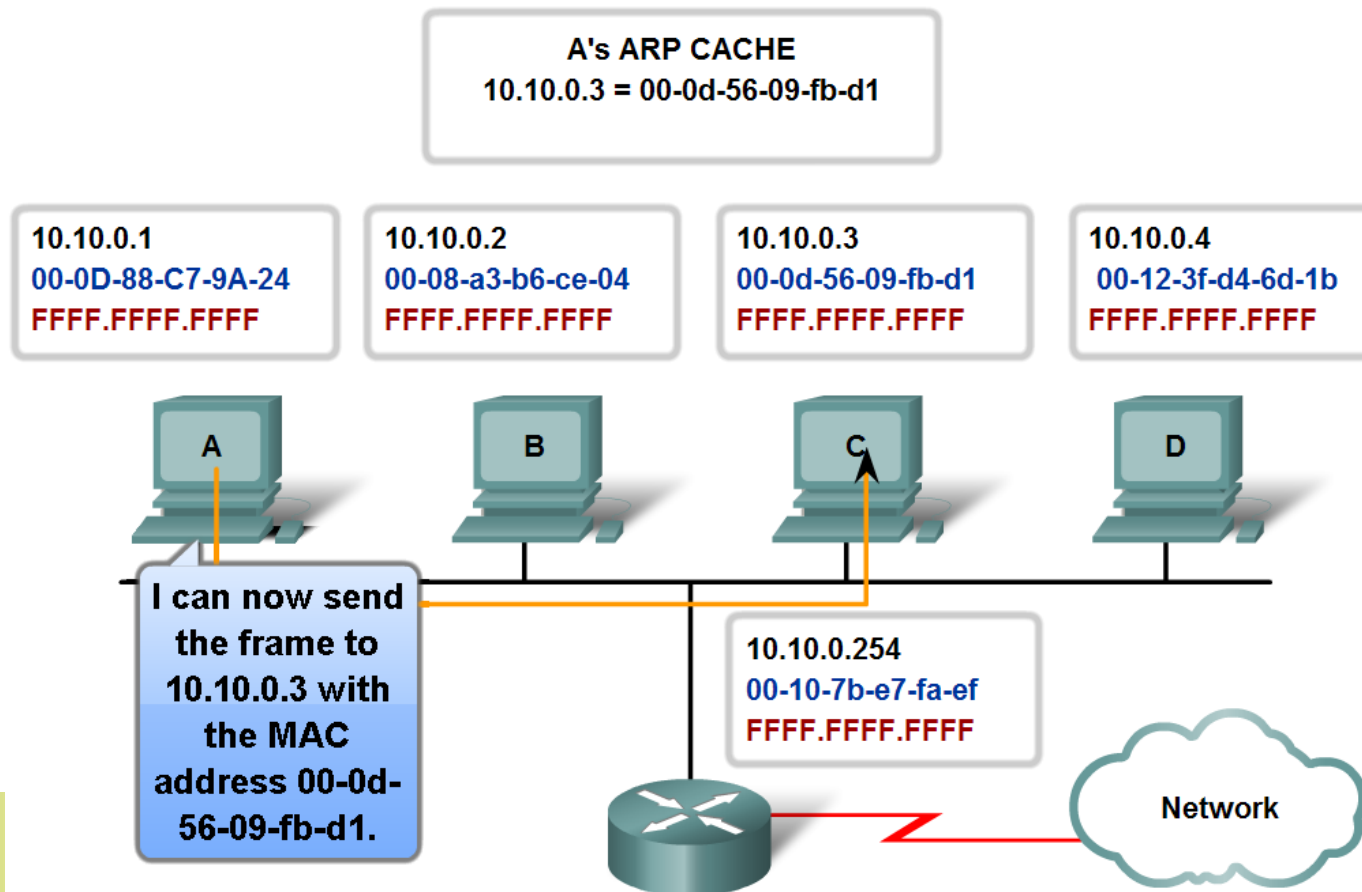 A's ARP CACHE
10.10.0.3 = 00-0d-56-09-fb-d1
10.10.0.1
00-0D-88-C7-9A-24
FFFF.FFFF.FFFF
10.10.0.2
00-08-a3-b6-ce-04
FFFF.FFFF.FFFF
10.10.0.3
00-0d-56-09-fb-d1
FFFF.FFFF.FFFF
10.10.0.4
00-12-3f-d4-6d-1b
FFFF.FFFF.FFFF
A
B
C
D
I can now send
the frame to
10.10.0.3 with
the MAC
address 00-0d-
56-09-fb-d1.
10.10.0.254
00-10-7b-e7-fa-ef
FFFF.FFFF.FFFF
Network